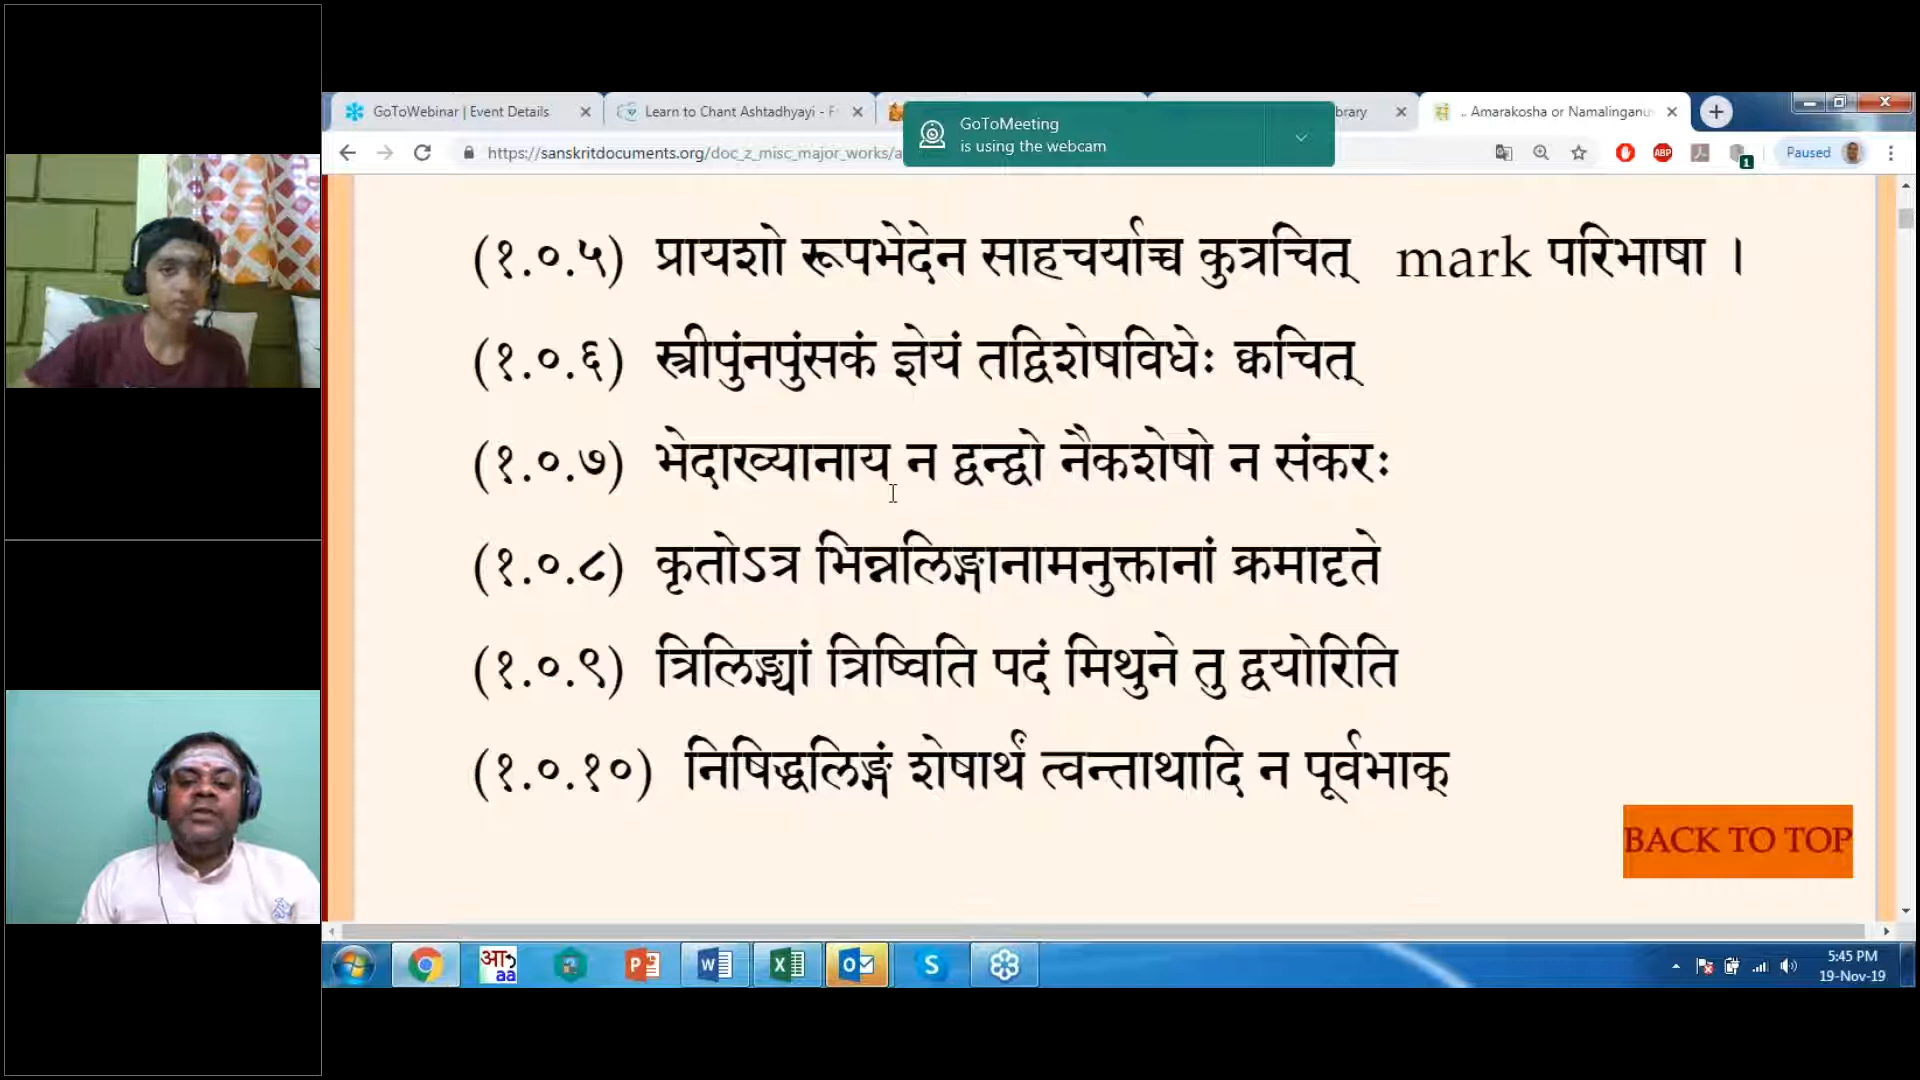 GoToWebinar | Event Details
Learn to Chant Ashtadhyayi - F
brary
.. Amarakosha or Namalinganu
GoToMeeting
is using the webcam
https://sanskritdocuments.org/doc_z_misc_major_works/a
ABP
1
Paused
(१.०.५) प्रायशो रूपभेदेन साहचर्याच्च कुत्रचित् mark परिभाषा ।
(१.०.६) स्त्रीपुंनपुंसकं ज्ञेयं तद्विशेषविधेः क्वचित्
(१.०.७) भेदाख्यानाय न द्वन्द्वो नैकशेषो न संकरः
(१.०.८) कृतोऽत्र भिन्नलिङ्गानामनुक्तानां क्रमादृते
(१.०.९) त्रिलिङ्ग्यां त्रिष्विति पदं मिथुने तु द्वयोरिति
(१.०.१०) निषिद्धलिङ्गं शेषार्थं त्वन्ताथादि न पूर्वभाक्
BACK TO TOP
aa
5:45 PM
19-Nov-19